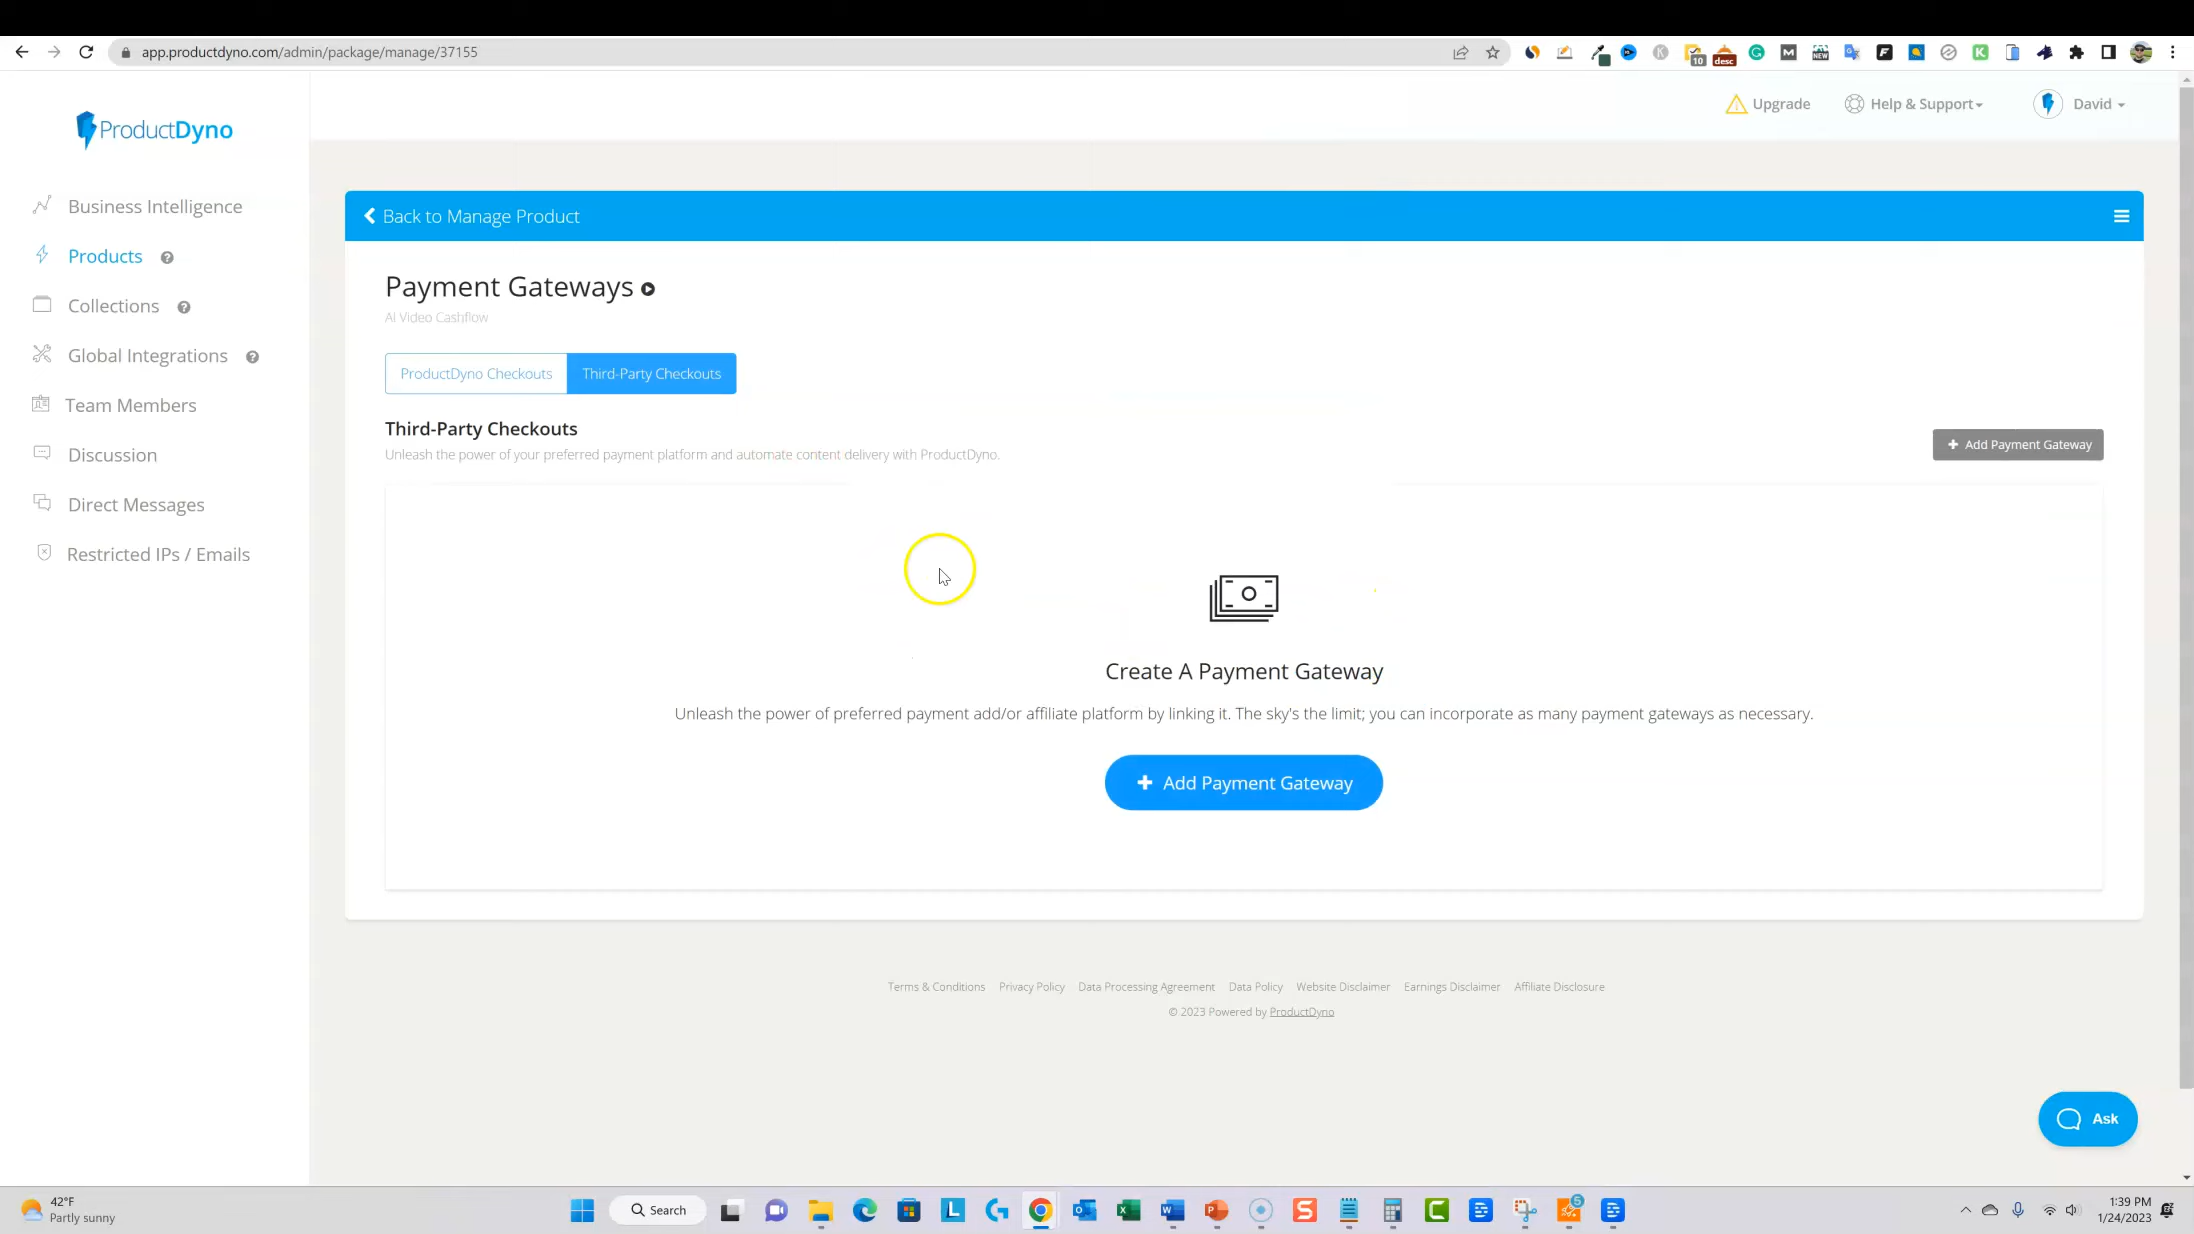 app.productdyno.com/admin/package/manage/37155
10
desc
NEW
ProductDyno
Upgrade
Help & Support
David
Business Intelligence
Products
Collections
Global Integrations
Team Members
Discussion
Direct Messages
Restricted IPs / Emails
Back to Manage Product
Payment Gateways
AI Video Cashflow
ProductDyno Checkouts
Third-Party Checkouts
Third-Party Checkouts
Unleash the power of your preferred payment platform and automate content delivery with ProductDyno.
+ Add Payment Gateway
Create A Payment Gateway
Unleash the power of preferred payment add/or affiliate platform by linking it. The sky's the limit; you can incorporate as many payment gateways as necessary.
+ Add Payment Gateway
Terms & Conditions Privacy Policy Data Processing Agreement Data Policy Website Disclaimer Earnings Disclaimer Affiliate Disclosure
© 2023 Powered by ProductDyno
Ask
42°F
Partly sunny
Search
5
1:39 PM
1/24/2023